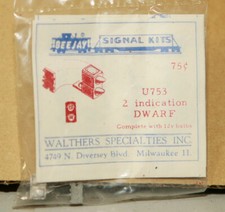 BEEJAY SIGNAL KITS
75¢
U753
2 indication
DWARF
Complete with 12v bulbs
WALTHERS SPECIALTIES INC
4749 N. Diversey Blvd. Milwaukee 11.